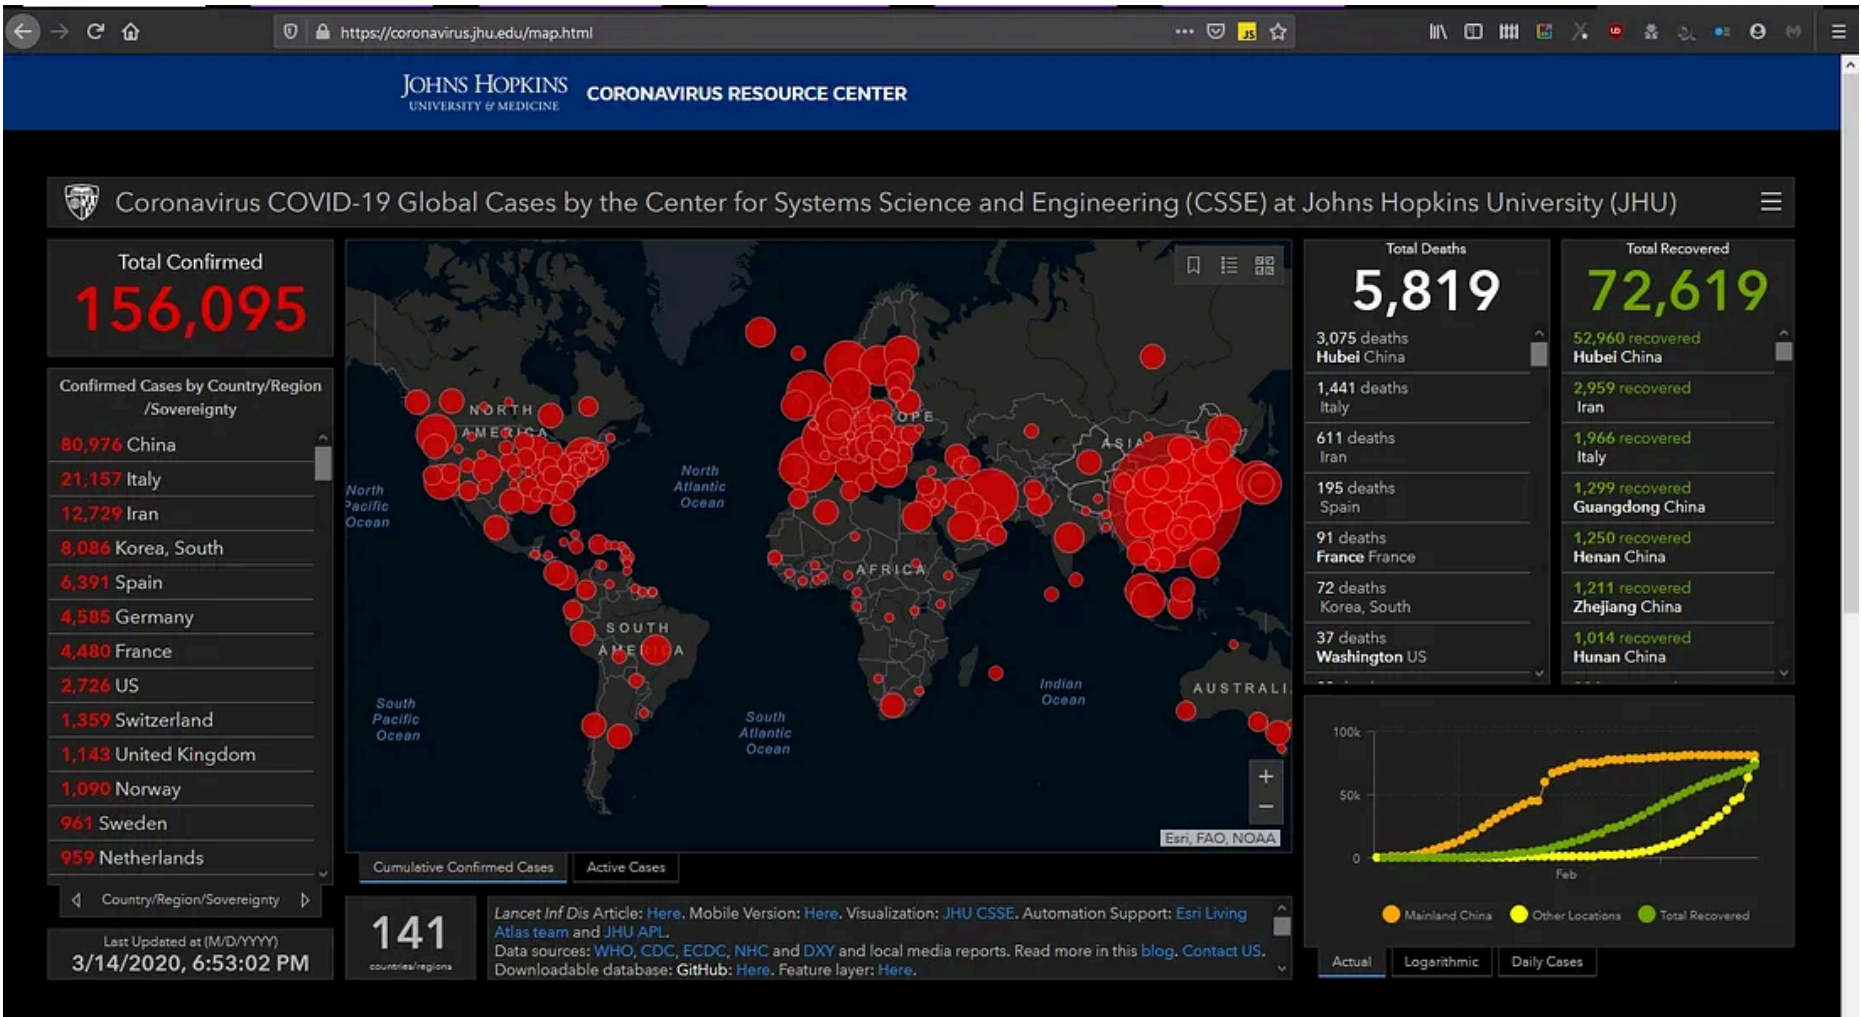 https://coronavirus.jhu.edu/map.html
JS
JOHNS HOPKINS
UNIVERSITY & MEDICINE
CORONAVIRUS RESOURCE CENTER
Coronavirus COVID-19 Global Cases by the Center for Systems Science and Engineering (CSSE) at Johns Hopkins University (JHU)
Total Confirmed
156,095
Confirmed Cases by Country/Region
/Sovereignty
80,976 China
21,157 Italy
12,729 Iran
8,086 Korea, South
6,391 Spain
4,585 Germany
4,480 France
2,726 US
1,359 Switzerland
1,143 United Kingdom
1,090 Norway
961 Sweden
959 Netherlands
Country/Region/Sovereignty
Last Updated at (M/D/YYYY)
3/14/2020, 6:53:02 PM
NORTH
AMERICA
North
Pacific
Ocean
North
Atlantic
Ocean
ASIA
AFRICA
SOUTH
AMERICA
South
Pacific
Ocean
South
Atlantic
Ocean
Indian
Ocean
AUSTRALI
+
−
Esri, FAO, NOAA
Cumulative Confirmed Cases
Active Cases
141
countries/regions
Lancet Inf Dis Article: Here. Mobile Version: Here. Visualization: JHU CSSE. Automation Support: Esri Living
Atlas team and JHU APL.
Data sources: WHO, CDC, ECDC, NHC and DXY and local media reports. Read more in this blog. Contact US.
Downloadable database: GitHub: Here. Feature layer: Here.
Total Deaths
5,819
3,075 deaths
Hubei China
1,441 deaths
Italy
611 deaths
Iran
195 deaths
Spain
91 deaths
France France
72 deaths
Korea, South
37 deaths
Washington US
Total Recovered
72,619
52,960 recovered
Hubei China
2,959 recovered
Iran
1,966 recovered
Italy
1,299 recovered
Guangdong China
1,250 recovered
Henan China
1,211 recovered
Zhejiang China
1,014 recovered
Hunan China
100k
50k
0
Feb
Mainland China
Other Locations
Total Recovered
Actual
Logarithmic
Daily Cases